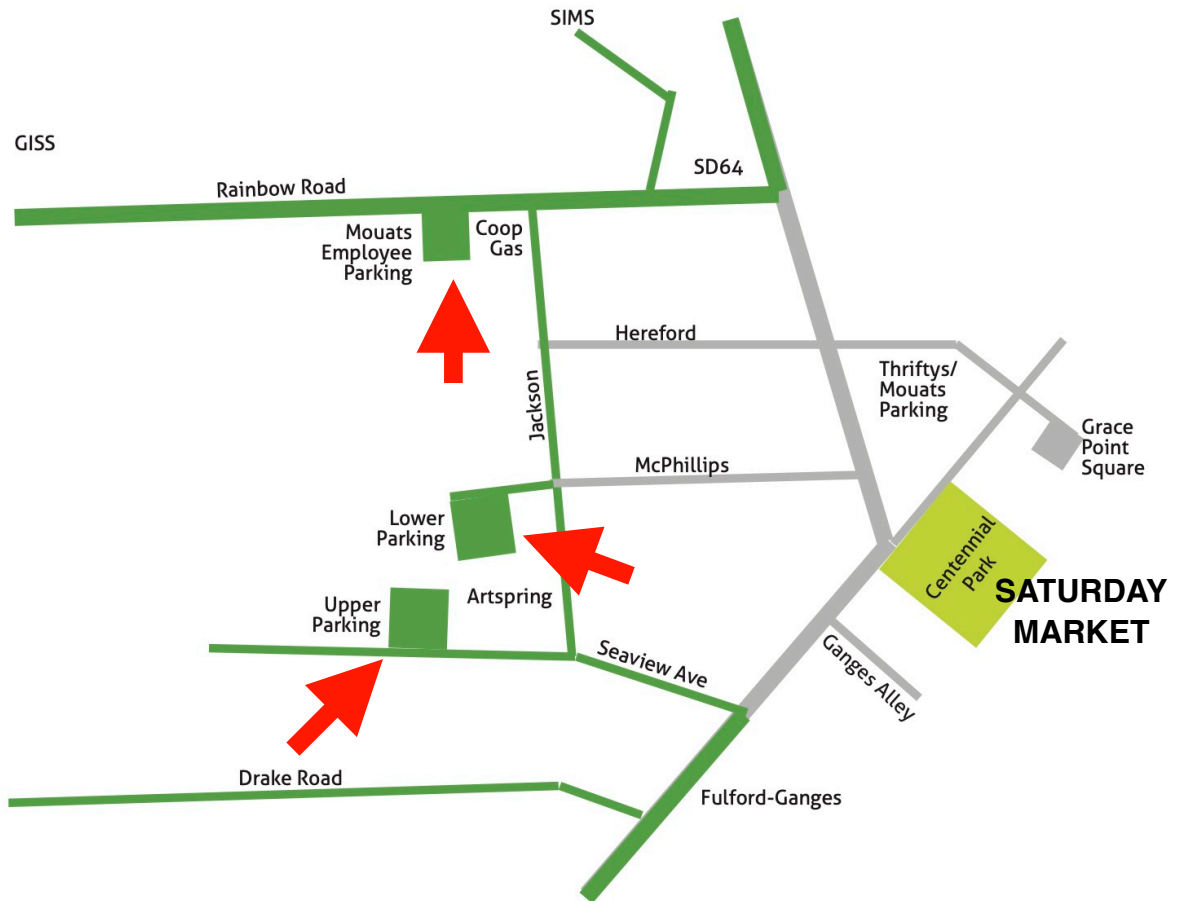 SIMS
GISS
SD64
Rainbow Road
Mouats
Employee
Parking
Coop
Gas
Hereford
Thriftys/
Mouats
Parking
Jackson
Grace
Point
Square
McPhillips
Lower
Parking
Centennial
Park
SATURDAY
MARKET
Artspring
Upper
Parking
Seaview Ave
Ganges Alley
Drake Road
Fulford-Ganges